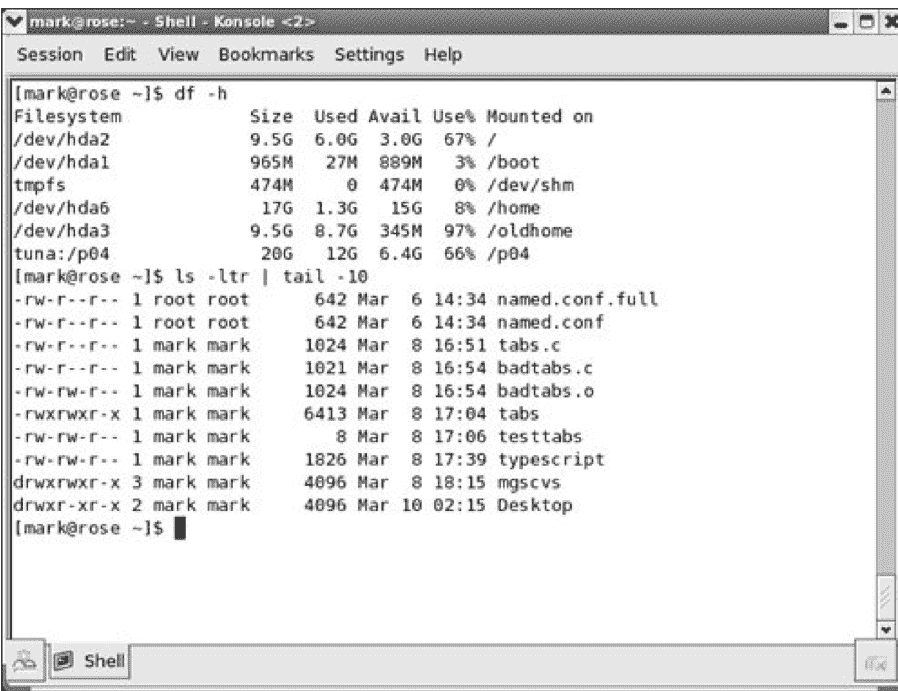 mark@rose:~ - Shell - Konsole <2>
Session Edit View Bookmarks Settings Help
[mark@rose ~]$ df -h
Filesystem            Size  Used Avail Use% Mounted on
/dev/hda2             9.5G  6.0G  3.0G  67% /
/dev/hda1             965M   27M  889M   3% /boot
tmpfs                 474M     0  474M   0% /dev/shm
/dev/hda6              17G  1.3G   15G   8% /home
/dev/hda3             9.5G  8.7G  345M  97% /oldhome
tuna:/p04              20G   12G  6.4G  66% /p04
[mark@rose ~]$ ls -ltr | tail -10
-rw-r--r-- 1 root root      642 Mar  6 14:34 named.conf.full
-rw-r--r-- 1 root root      642 Mar  6 14:34 named.conf
-rw-r--r-- 1 mark mark     1024 Mar  8 16:51 tabs.c
-rw-r--r-- 1 mark mark     1021 Mar  8 16:54 badtabs.c
-rw-rw-r-- 1 mark mark     1024 Mar  8 16:54 badtabs.o
-rwxrwxr-x 1 mark mark     6413 Mar  8 17:04 tabs
-rw-rw-r-- 1 mark mark        8 Mar  8 17:06 testtabs
-rw-rw-r-- 1 mark mark     1826 Mar  8 17:39 typescript
drwxrwxr-x 3 mark mark     4096 Mar  8 18:15 mgscvs
drwxr-xr-x 2 mark mark     4096 Mar 10 02:15 Desktop
[mark@rose ~]$
Shell